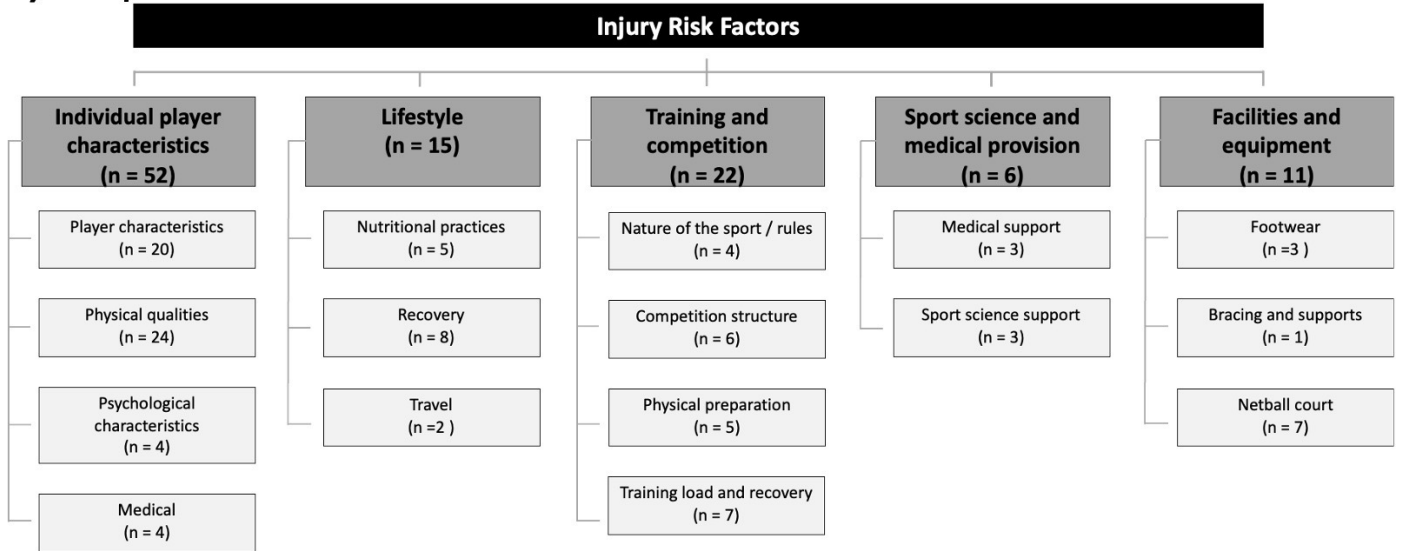 Injury Risk Factors
Individual player
characteristics
(n = 52)
Player characteristics
(n = 20)
Physical qualities
(n = 24)
Psychological
characteristics
(n = 4)
Medical
(n = 4)
Lifestyle
(n = 15)
Nutritional practices
(n = 5)
Recovery
(n = 8)
Travel
(n =2 )
Training and
competition
(n = 22)
Nature of the sport / rules
(n = 4)
Competition structure
(n = 6)
Physical preparation
(n = 5)
Training load and recovery
(n = 7)
Sport science and
medical provision
(n = 6)
Medical support
(n = 3)
Sport science support
(n = 3)
Facilities and
equipment
(n = 11)
Footwear
(n =3 )
Bracing and supports
(n = 1)
Netball court
(n = 7)